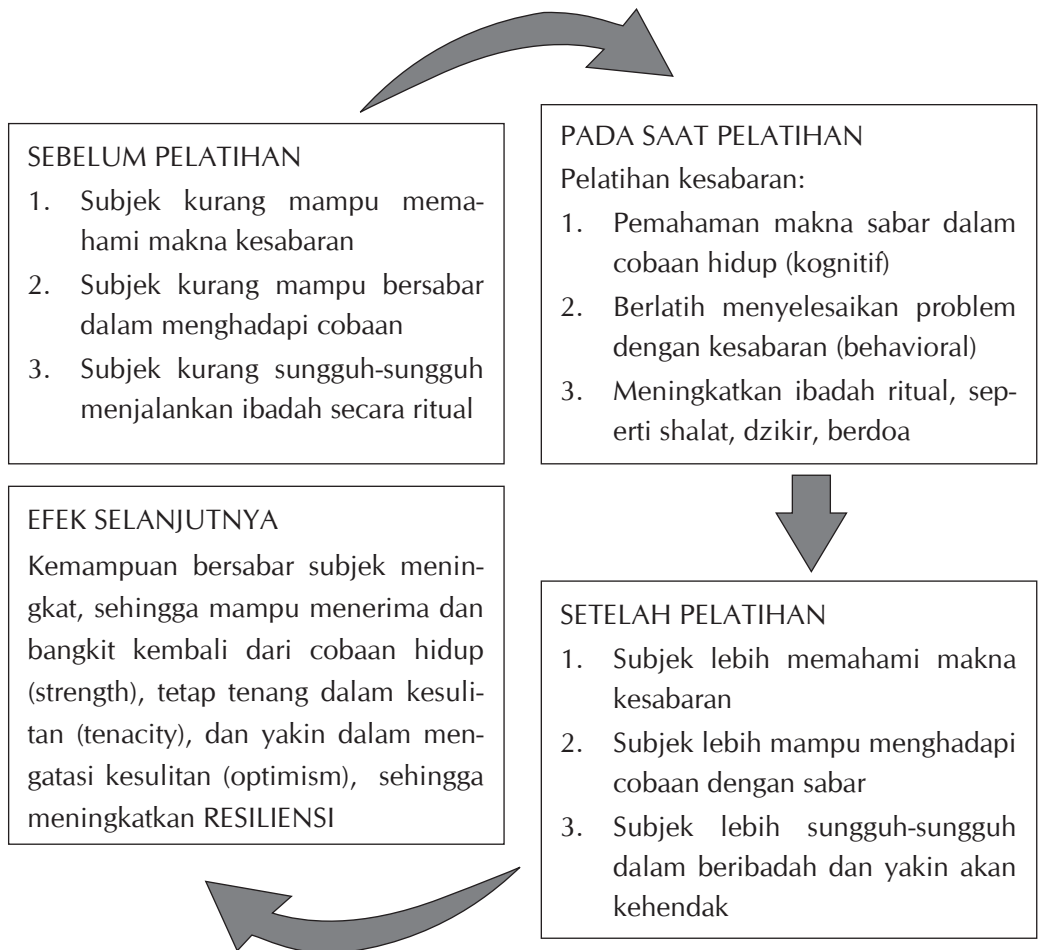 SEBELUM PELATIHAN
1. Subjek kurang mampu mema-
hami makna kesabaran
2. Subjek kurang mampu bersabar
dalam menghadapi cobaan
3. Subjek kurang sungguh-sungguh
menjalankan ibadah secara ritual
PADA SAAT PELATIHAN
Pelatihan kesabaran:
1. Pemahaman makna sabar dalam
cobaan hidup (kognitif)
2. Berlatih menyelesaikan problem
dengan kesabaran (behavioral)
3. Meningkatkan ibadah ritual, sep-
erti shalat, dzikir, berdoa
SETELAH PELATIHAN
1. Subjek lebih memahami makna
kesabaran
2. Subjek lebih mampu menghadapi
cobaan dengan sabar
3. Subjek lebih sungguh-sungguh
dalam beribadah dan yakin akan
kehendak
EFEK SELANJUTNYA
Kemampuan bersabar subjek menin-
gkat, sehingga mampu menerima dan
bangkit kembali dari cobaan hidup
(strength), tetap tenang dalam kesuli-
tan (tenacity), dan yakin dalam men-
gatasi kesulitan (optimism), sehingga
meningkatkan RESILIENSI